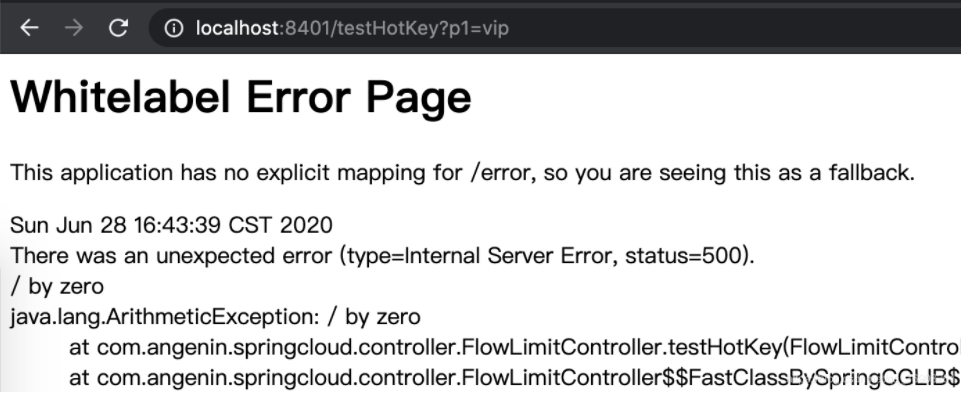 localhost:8401/testHotKey?p1=vip
Whitelabel Error Page
This application has no explicit mapping for /error, so you are seeing this as a fallback.
Sun Jun 28 16:43:39 CST 2020
There was an unexpected error (type=Internal Server Error, status=500).
/ by zero
java.lang.ArithmeticException: / by zero
at com.angenin.springcloud.controller.FlowLimitController.testHotKey(FlowLimitControl
at com.angenin.springcloud.controller.FlowLimitController$$FastClassBySpringCGLIB$